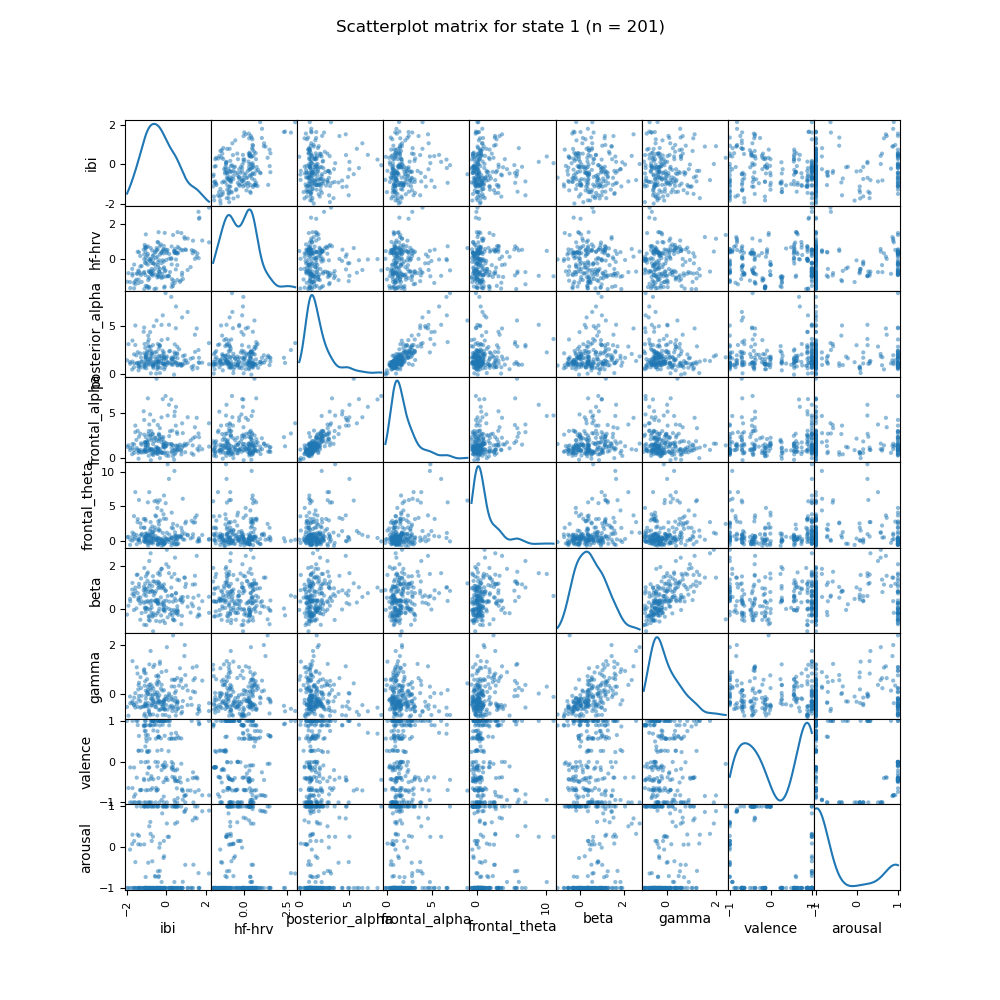 Scatterplot matrix for state 1 (n = 201)
ibi
2
0
-2
hf-hrv
2
0
posterior_alpha
5
0
frontal_alpha
5
0
frontal_theta
10
5
0
beta
2
0
gamma
2
0
valence
1
0
−1
arousal
0
−1
−2 0 2 0.0 2.5 0 5 0 5 0 10 0 2 0 2 −1 0 1 −1 0 1
ibi hf-hrv posterior_alpha frontal_alpha frontal_theta beta gamma valence arousal